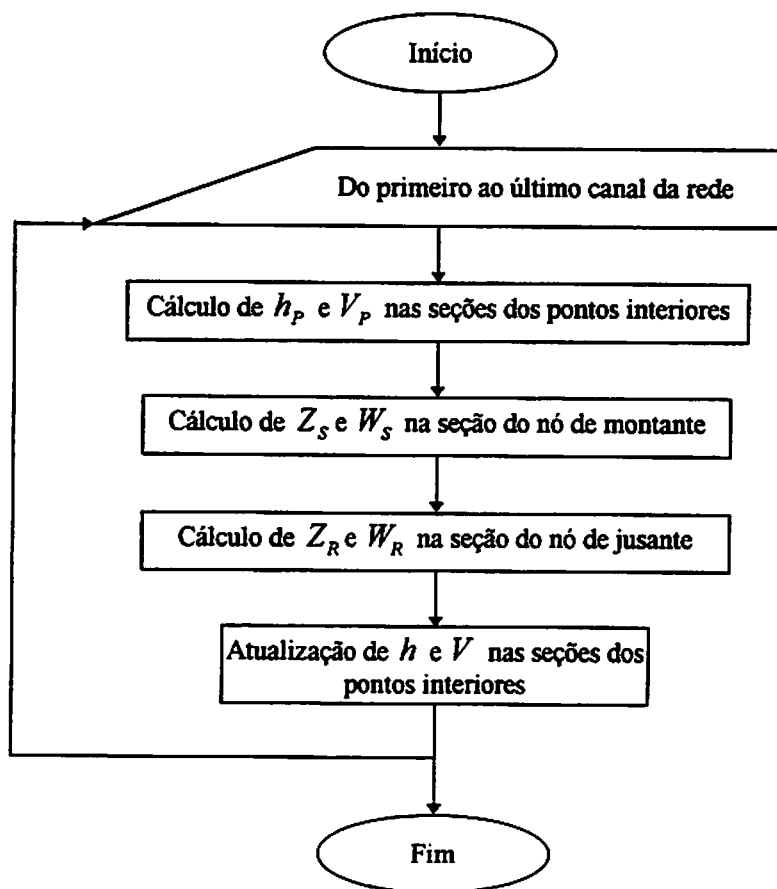 Início
Do primeiro ao último canal da rede
Cálculo de h_P e V_P nas seções dos pontos interiores
Cálculo de Z_S e W_S na seção do nó de montante
Cálculo de Z_R e W_R na seção do nó de jusante
Atualização de h e V nas seções dos
pontos interiores
Fim